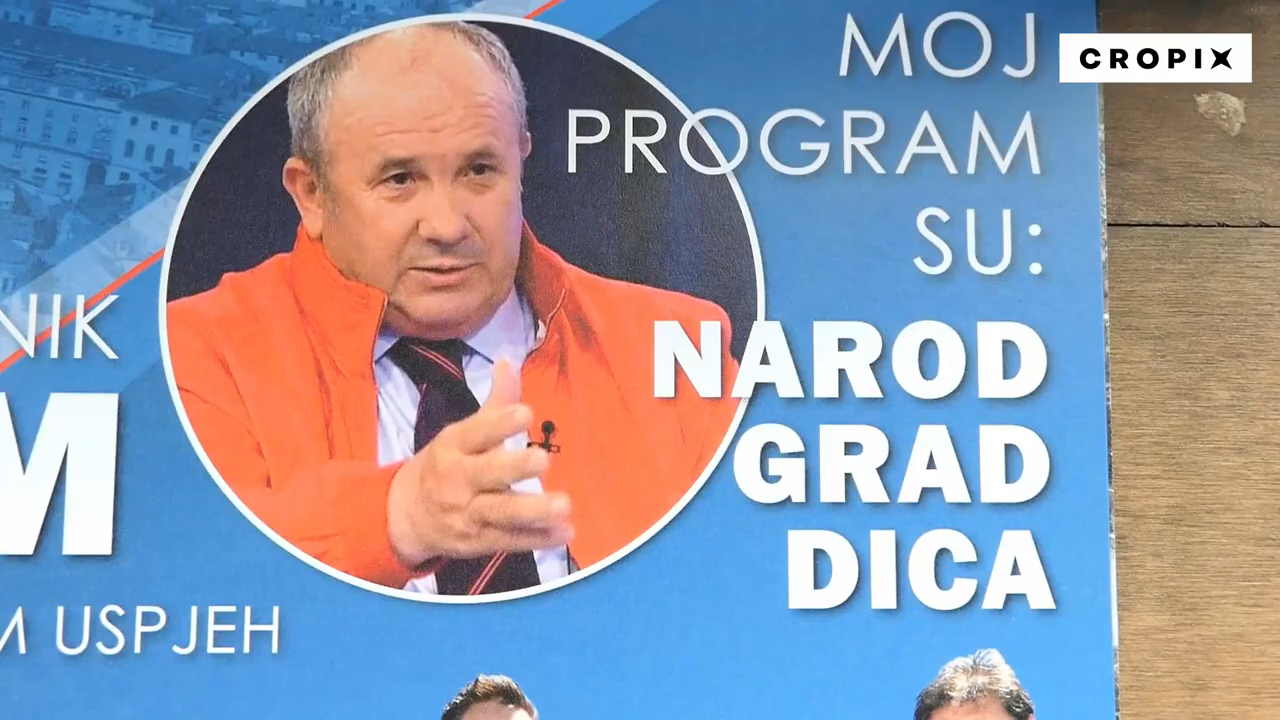 MOJ
PROGRAM
SU:
NAROD
GRAD
DICA
NIK
M
M USPJEH
CROPIX